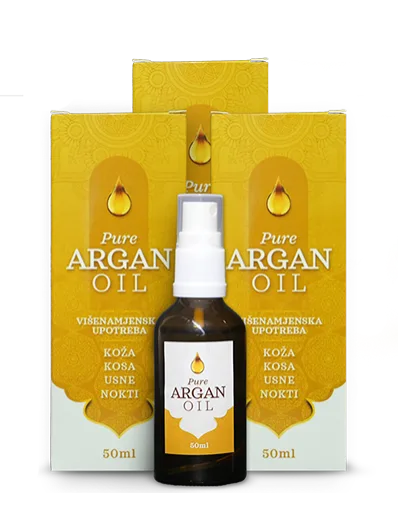 Pure
Pure
ARGAN
OIL
VIŠENAMJENSKA
UPOTREBA
KOŽA
KOSA
USNE
NOKTI
50ml
Pure
ARGAN
OIL
VIŠENAMJENSKA
UPOTREBA
KOŽA
KOSA
USNE
NOKTI
50ml
Pure
ARGAN
OIL
50ml